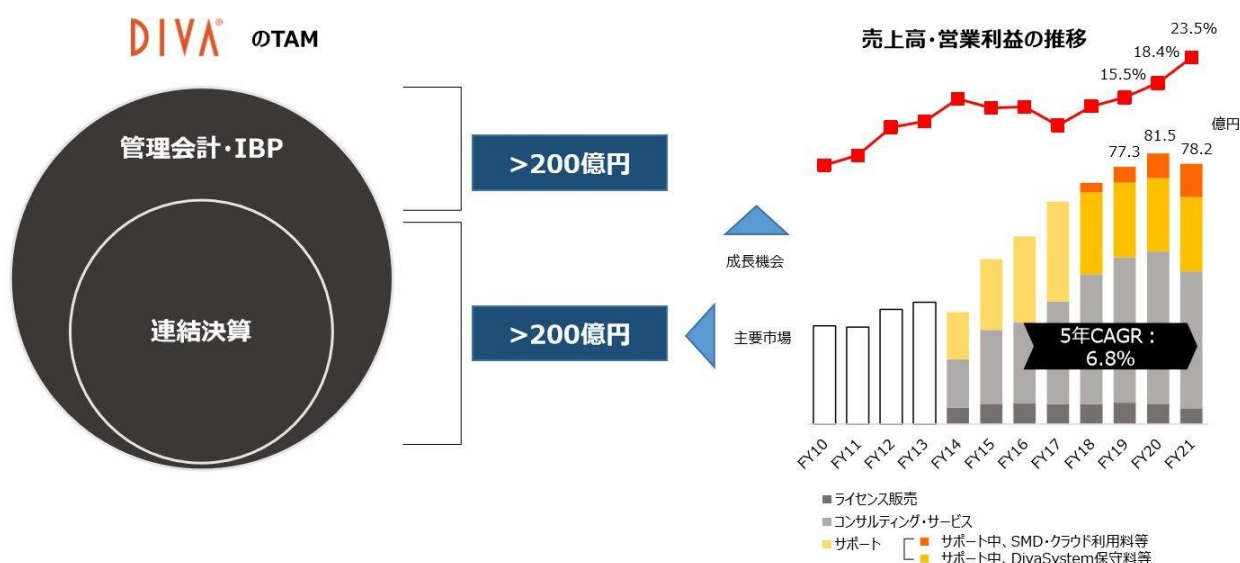 DIVA® のTAM
管理会計・IBP
連結決算
>200億円
>200億円
成長機会
主要市場
売上高・営業利益の推移
23.5%
18.4%
15.5%
億円
81.5
77.3
78.2
5年CAGR：
6.8%
FY10
FY11
FY12
FY13
FY14
FY15
FY16
FY17
FY18
FY19
FY20
FY21
ライセンス販売
コンサルティング・サービス
サポート
サポート中、SMD・クラウド利用料等
サポート中、DivaSystem保守料等